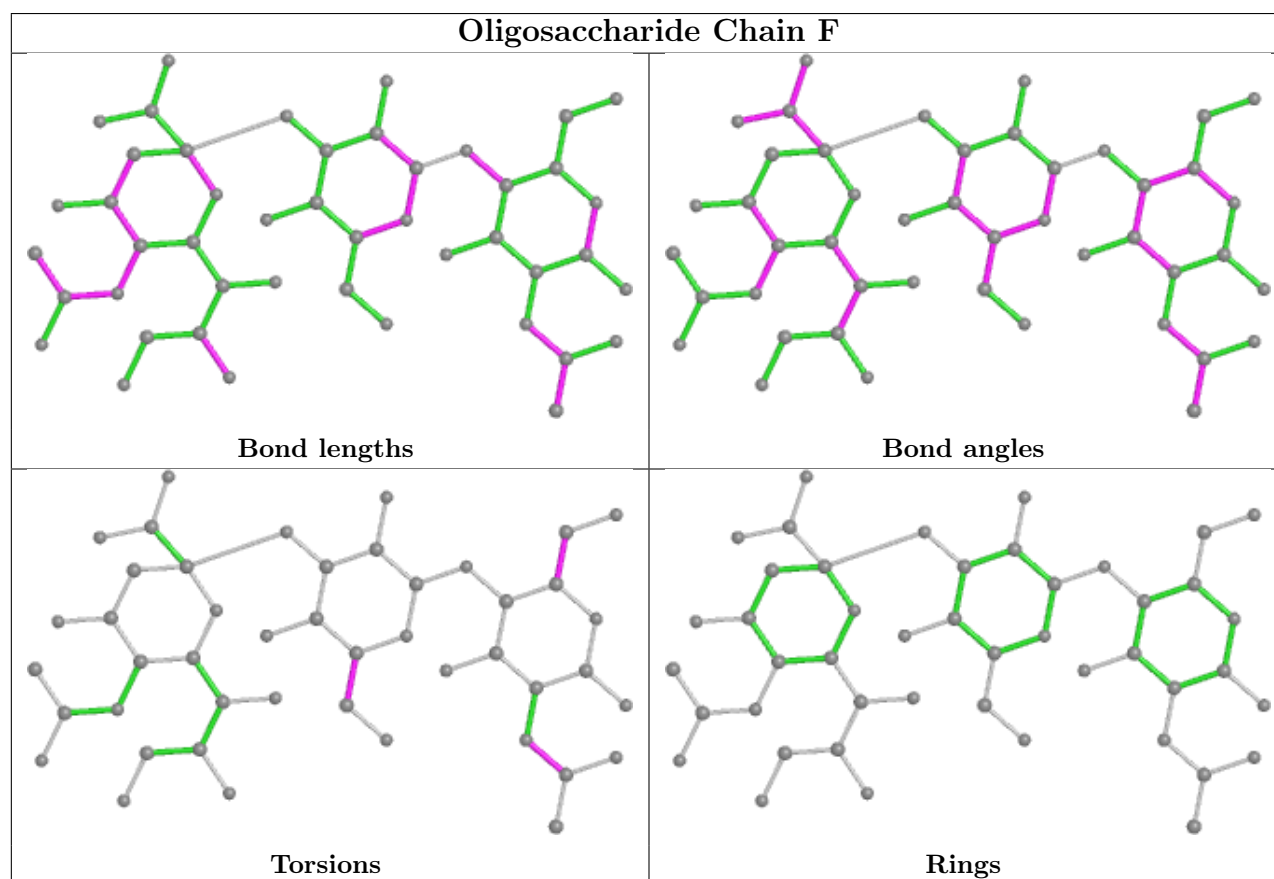 Oligosaccharide Chain F
Bond lengths
Bond angles
Torsions
Rings